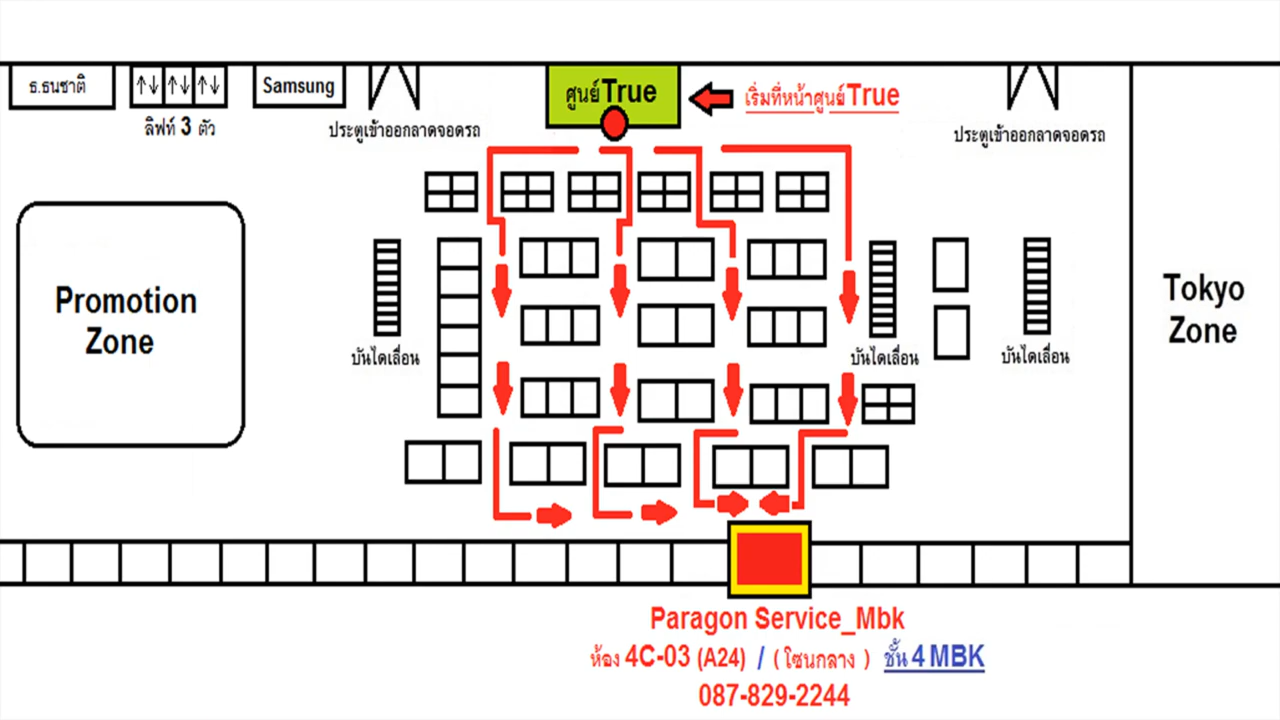 ธ.ธนชาติ
ลิฟท์ 3 ตัว
Samsung
ประตูเข้าออกลาดจอดรถ
ศูนย์True
เริ่มที่หน้าศูนย์True
ประตูเข้าออกลาดจอดรถ
Promotion
Zone
บันไดเลื่อน
บันไดเลื่อน
บันไดเลื่อน
Tokyo
Zone
Paragon Service_Mbk
ห้อง 4C-03 (A24) / ( โซนกลาง ) ชั้น 4 MBK
087-829-2244